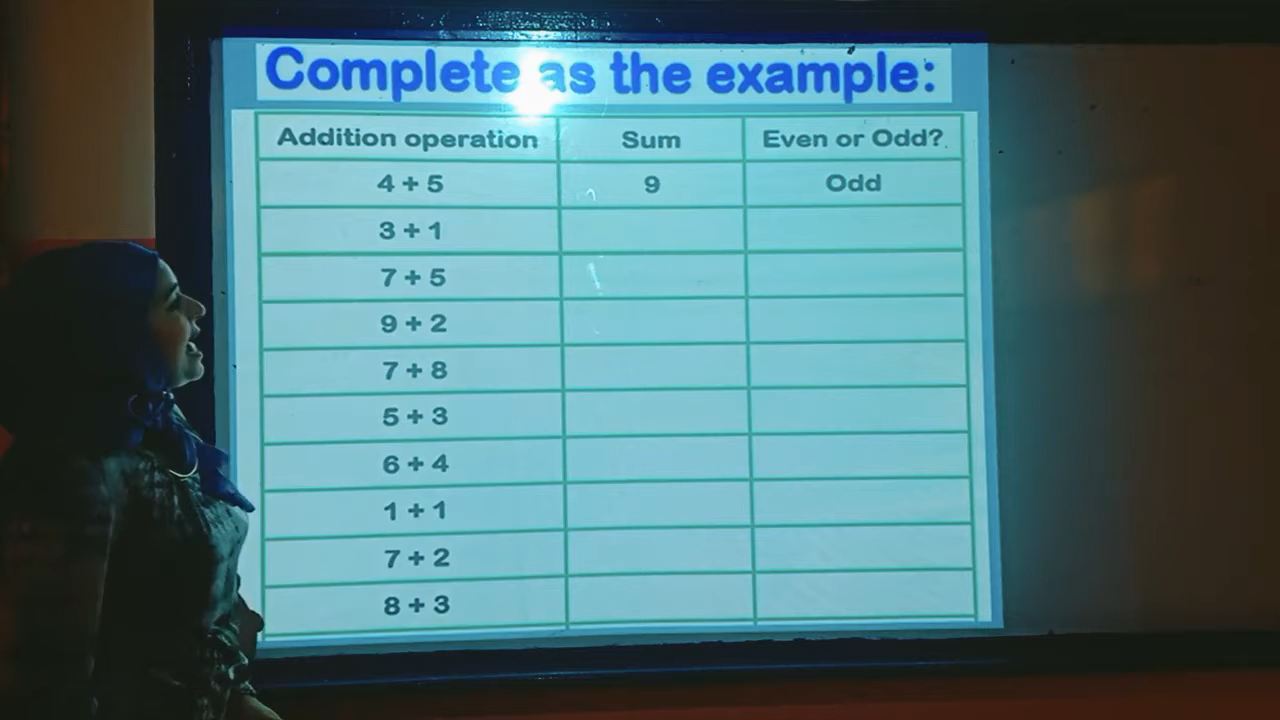 Complete as the example:
Addition operation Sum Even or Odd?
4 + 5 9 Odd
3 + 1
7 + 5
9 + 2
7 + 8
5 + 3
6 + 4
1 + 1
7 + 2
8 + 3